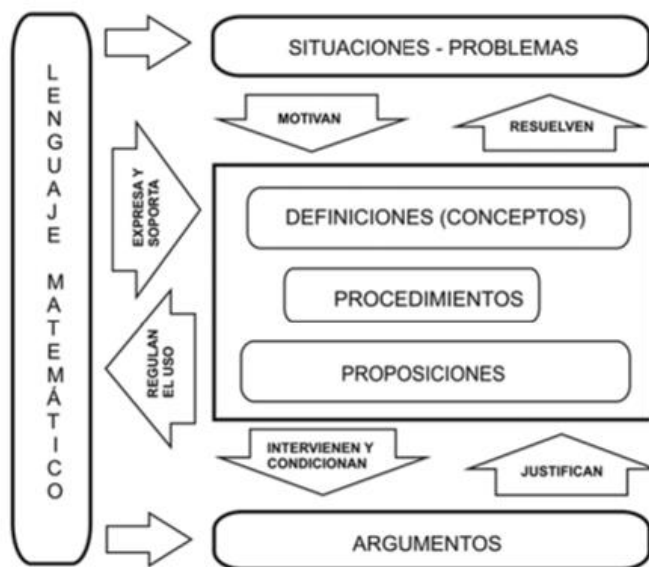 LENGUAJE MATEMÁTICO
SITUACIONES - PROBLEMAS
MOTIVAN
RESUELVEN
EXPRESA Y
SOPORTA
DEFINICIONES (CONCEPTOS)
PROCEDIMIENTOS
PROPOSICIONES
REGULAN
EL USO
INTERVIENEN Y
CONDICIONAN
JUSTIFICAN
ARGUMENTOS